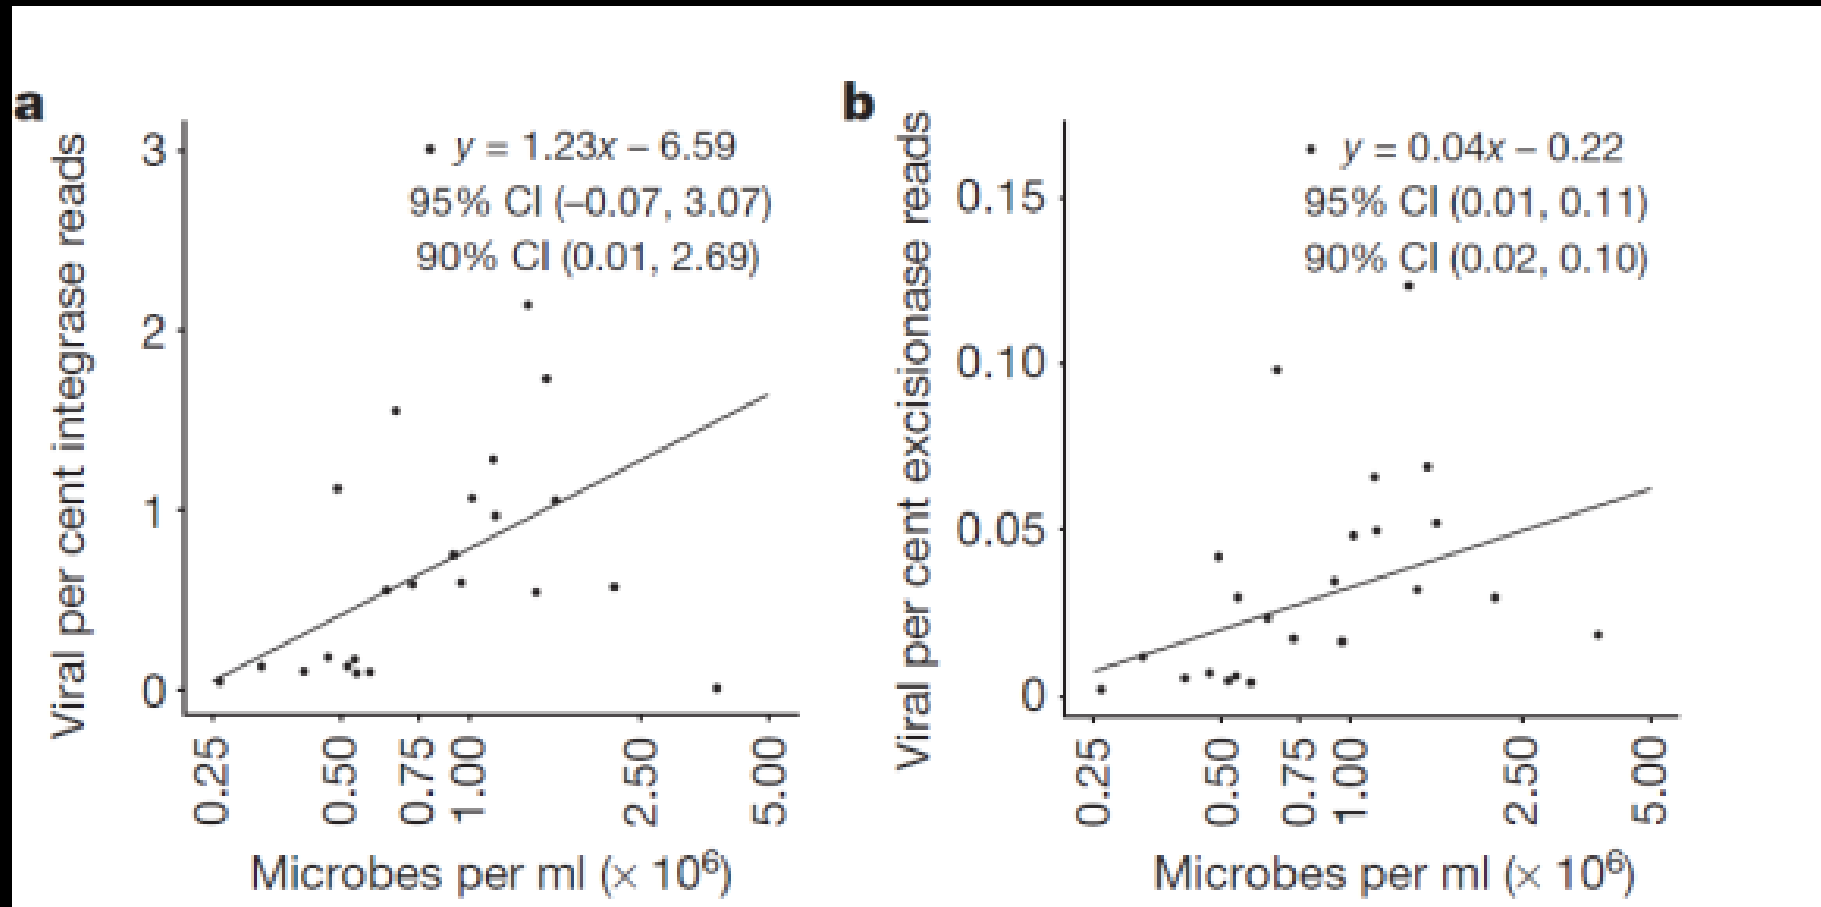 a
Viral per cent integrase reads
3
2
1
0
y = 1.23x – 6.59
95% CI (–0.07, 3.07)
90% CI (0.01, 2.69)
0.25
0.50
0.75
1.00
2.50
5.00
Microbes per ml (× 10⁶)
b
Viral per cent excisionase reads
0.15
0.10
0.05
0
y = 0.04x – 0.22
95% CI (0.01, 0.11)
90% CI (0.02, 0.10)
0.25
0.50
0.75
1.00
2.50
5.00
Microbes per ml (× 10⁶)